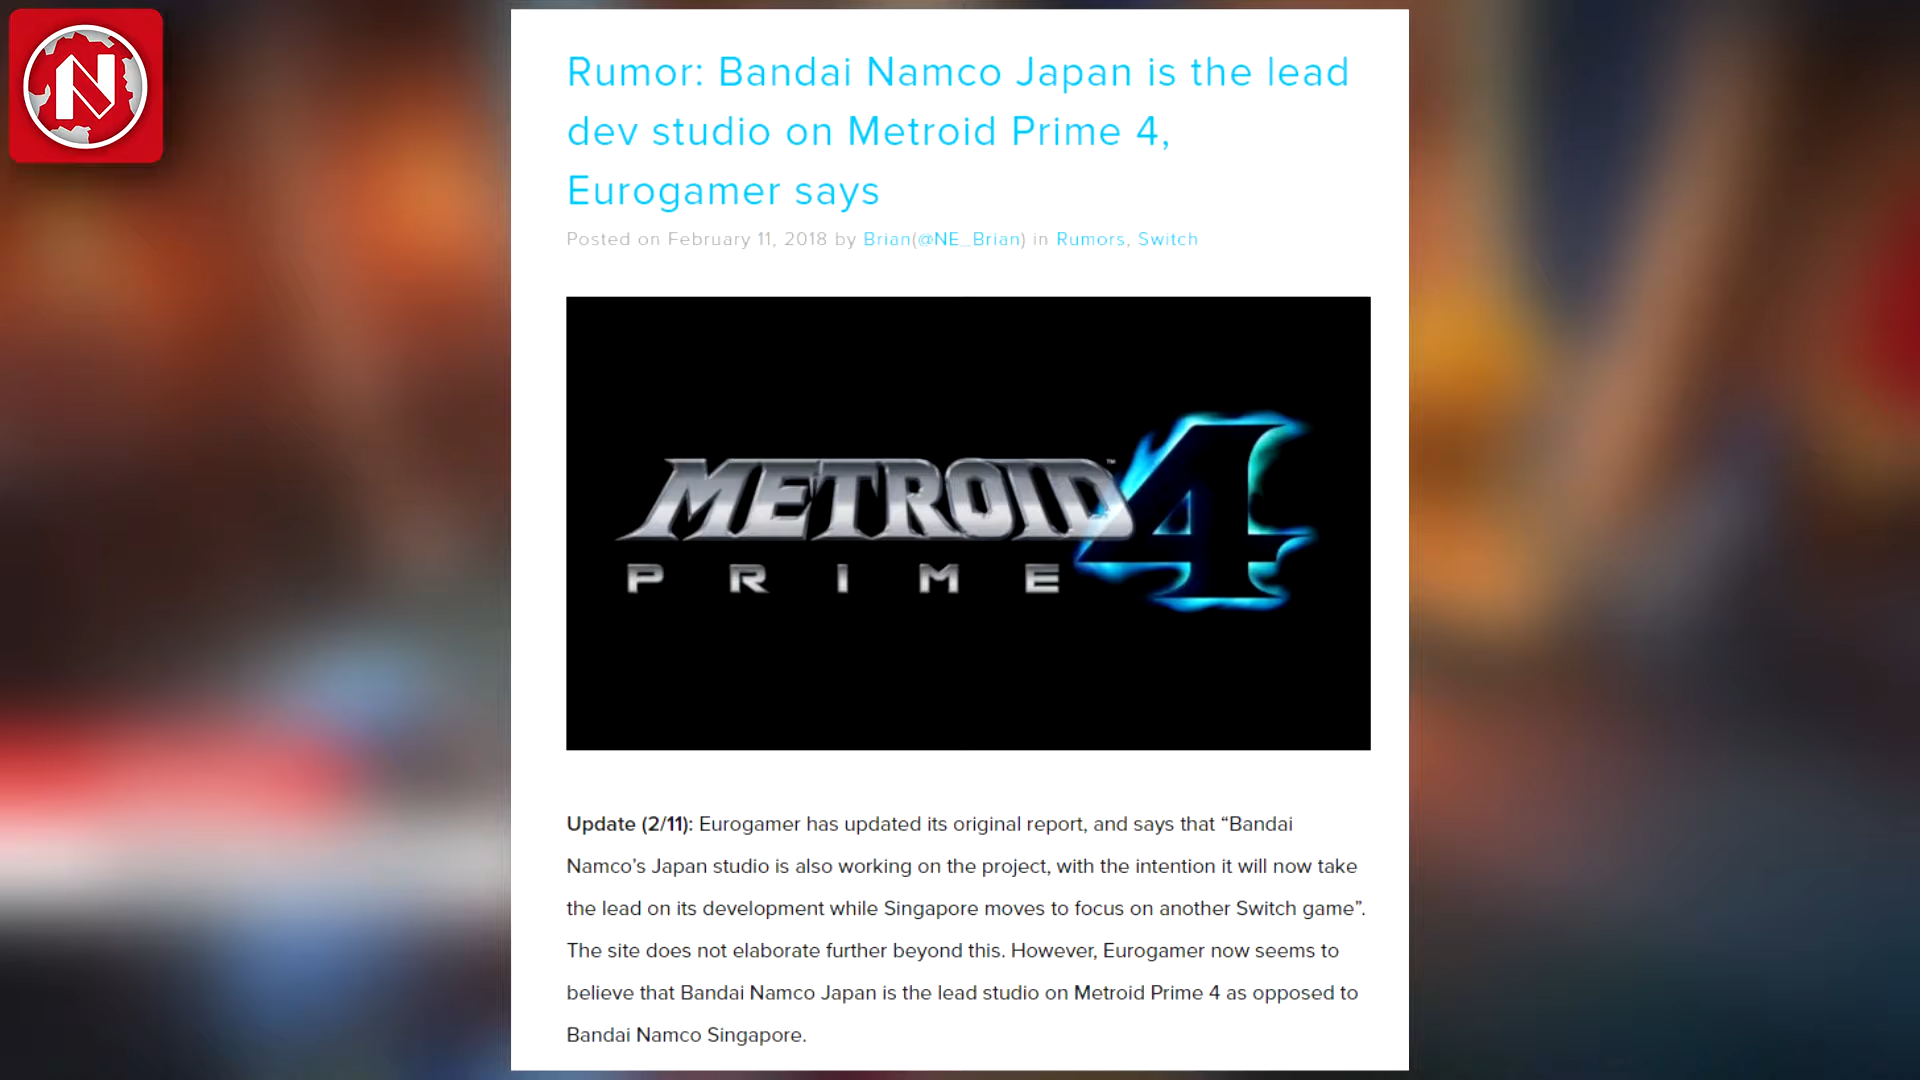 N
Rumor: Bandai Namco Japan is the lead
dev studio on Metroid Prime 4,
Eurogamer says
Posted on February 11, 2018 by Brian(@NE_Brian) in Rumors, Switch
METROID™ 4
PRIME
Update (2/11): Eurogamer has updated its original report, and says that “Bandai
Namco’s Japan studio is also working on the project, with the intention it will now take
the lead on its development while Singapore moves to focus on another Switch game”.
The site does not elaborate further beyond this. However, Eurogamer now seems to
believe that Bandai Namco Japan is the lead studio on Metroid Prime 4 as opposed to
Bandai Namco Singapore.